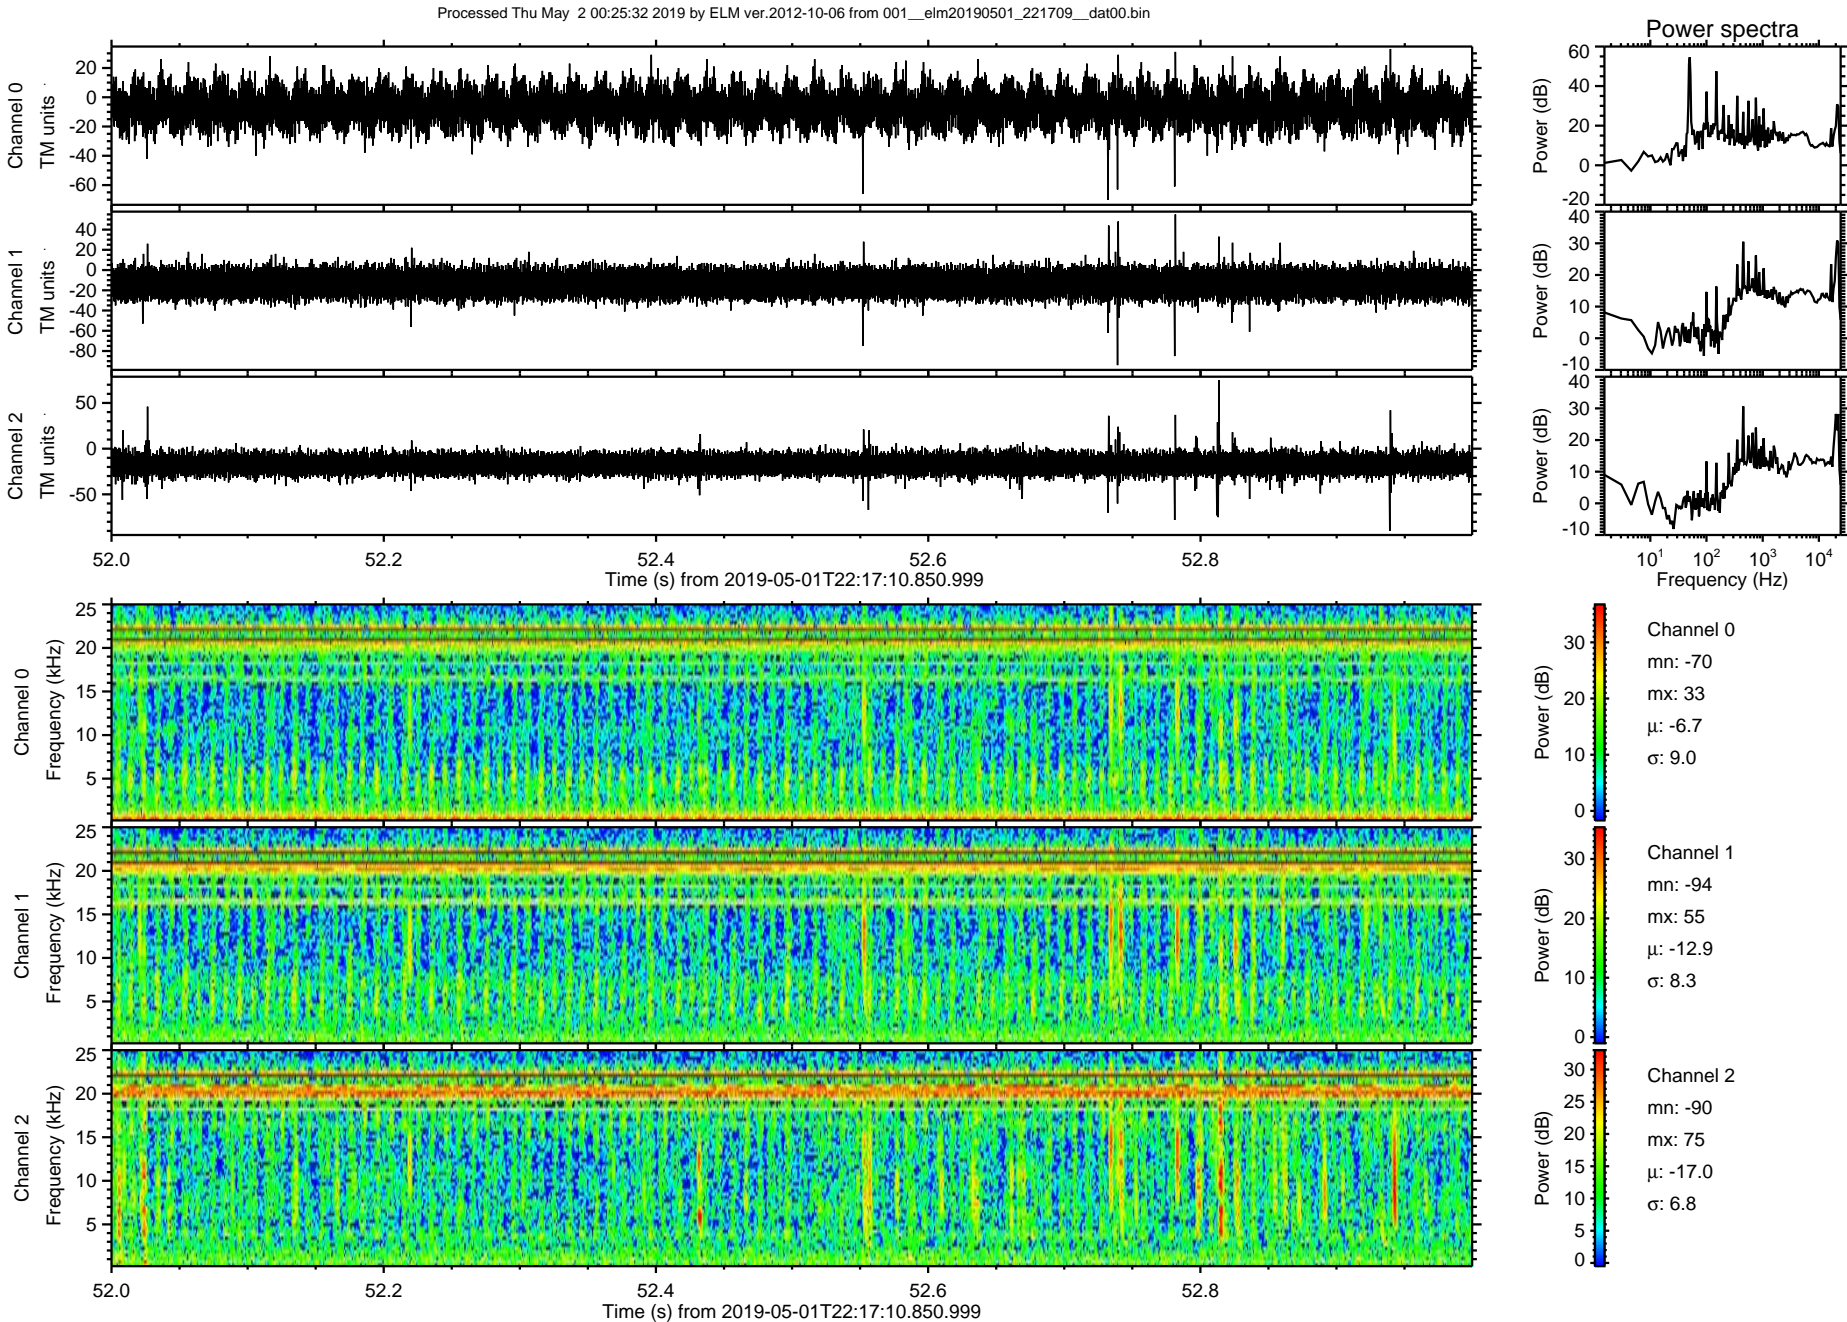 Processed Thu May  2 00:25:32 2019 by ELM ver.2012-10-06 from 001__elm20190501_221709__dat00.bin
Power spectra
Channel 0
TM units
20
0
-20
-40
-60
Power (dB)
60
40
20
0
-20
Channel 1
TM units
40
20
0
-20
-40
-60
-80
Power (dB)
40
30
20
10
0
-10
Channel 2
TM units
50
0
-50
Power (dB)
40
30
20
10
0
-10
52.0 52.2 52.4 52.6 52.8
Time (s) from 2019-05-01T22:17:10.850.999
10¹ 10² 10³ 10⁴
Frequency (Hz)
Channel 0
Frequency (kHz)
25
20
15
10
5
Power (dB)
30
20
10
0
Channel 0
mn: -70
mx: 33
µ: -6.7
σ: 9.0
Channel 1
Frequency (kHz)
25
20
15
10
5
Power (dB)
30
20
10
0
Channel 1
mn: -94
mx: 55
µ: -12.9
σ: 8.3
Channel 2
Frequency (kHz)
25
20
15
10
5
Power (dB)
30
25
20
15
10
5
0
Channel 2
mn: -90
mx: 75
µ: -17.0
σ: 6.8
52.0 52.2 52.4 52.6 52.8
Time (s) from 2019-05-01T22:17:10.850.999